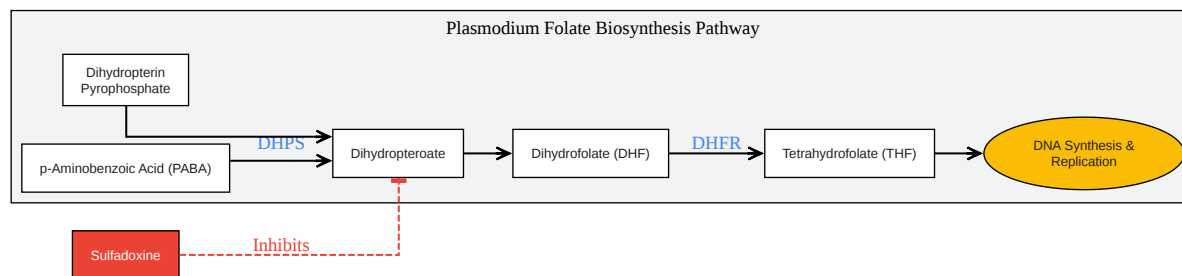 Plasmodium Folate Biosynthesis Pathway
Dihydropterin
Pyrophosphate
p-Aminobenzoic Acid (PABA)
DHPS
Dihydropteroate
Dihydrofolate (DHF)
DHFR
Tetrahydrofolate (THF)
DNA Synthesis &
Replication
Sulfadoxine
Inhibits